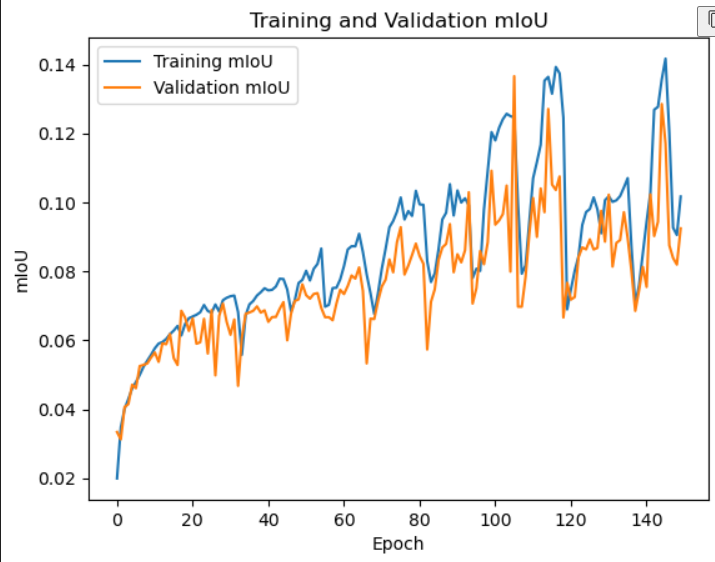 Training and Validation mIoU
Training mIoU
Validation mIoU
0.14
0.12
0.10
0.08
0.06
0.04
0.02
mIoU
0 20 40 60 80 100 120 140
Epoch